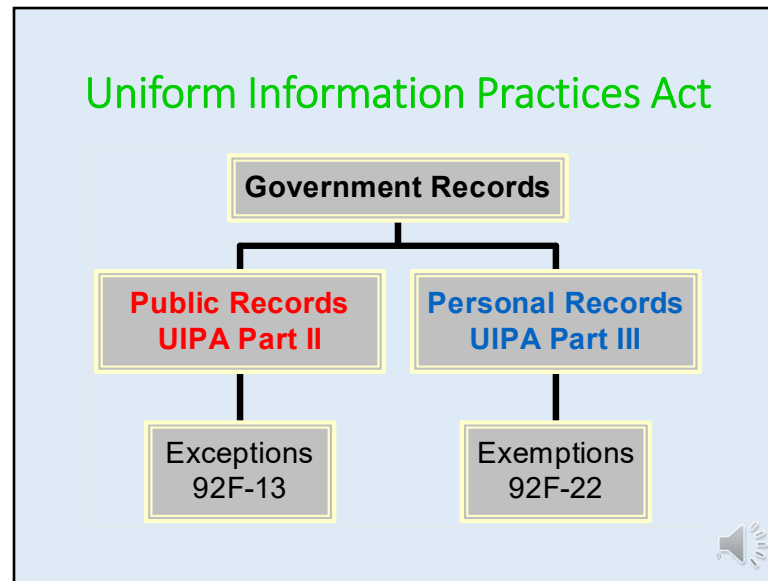 Uniform Information Practices Act
Government Records
Public Records
UIPA Part II
Personal Records
UIPA Part III
Exceptions
92F-13
Exemptions
92F-22
9